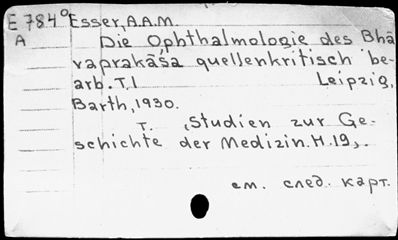 E 784° Esser, A.A.M.
A Die Ophthalmologie des Bhā
vaprakāśa quellenkritisch be-
arb. T.I Leipzig,
Barth, 1930.
T. „Studien zur Ge-
schichte der Medizin. H. 19„.
см. след. карт.